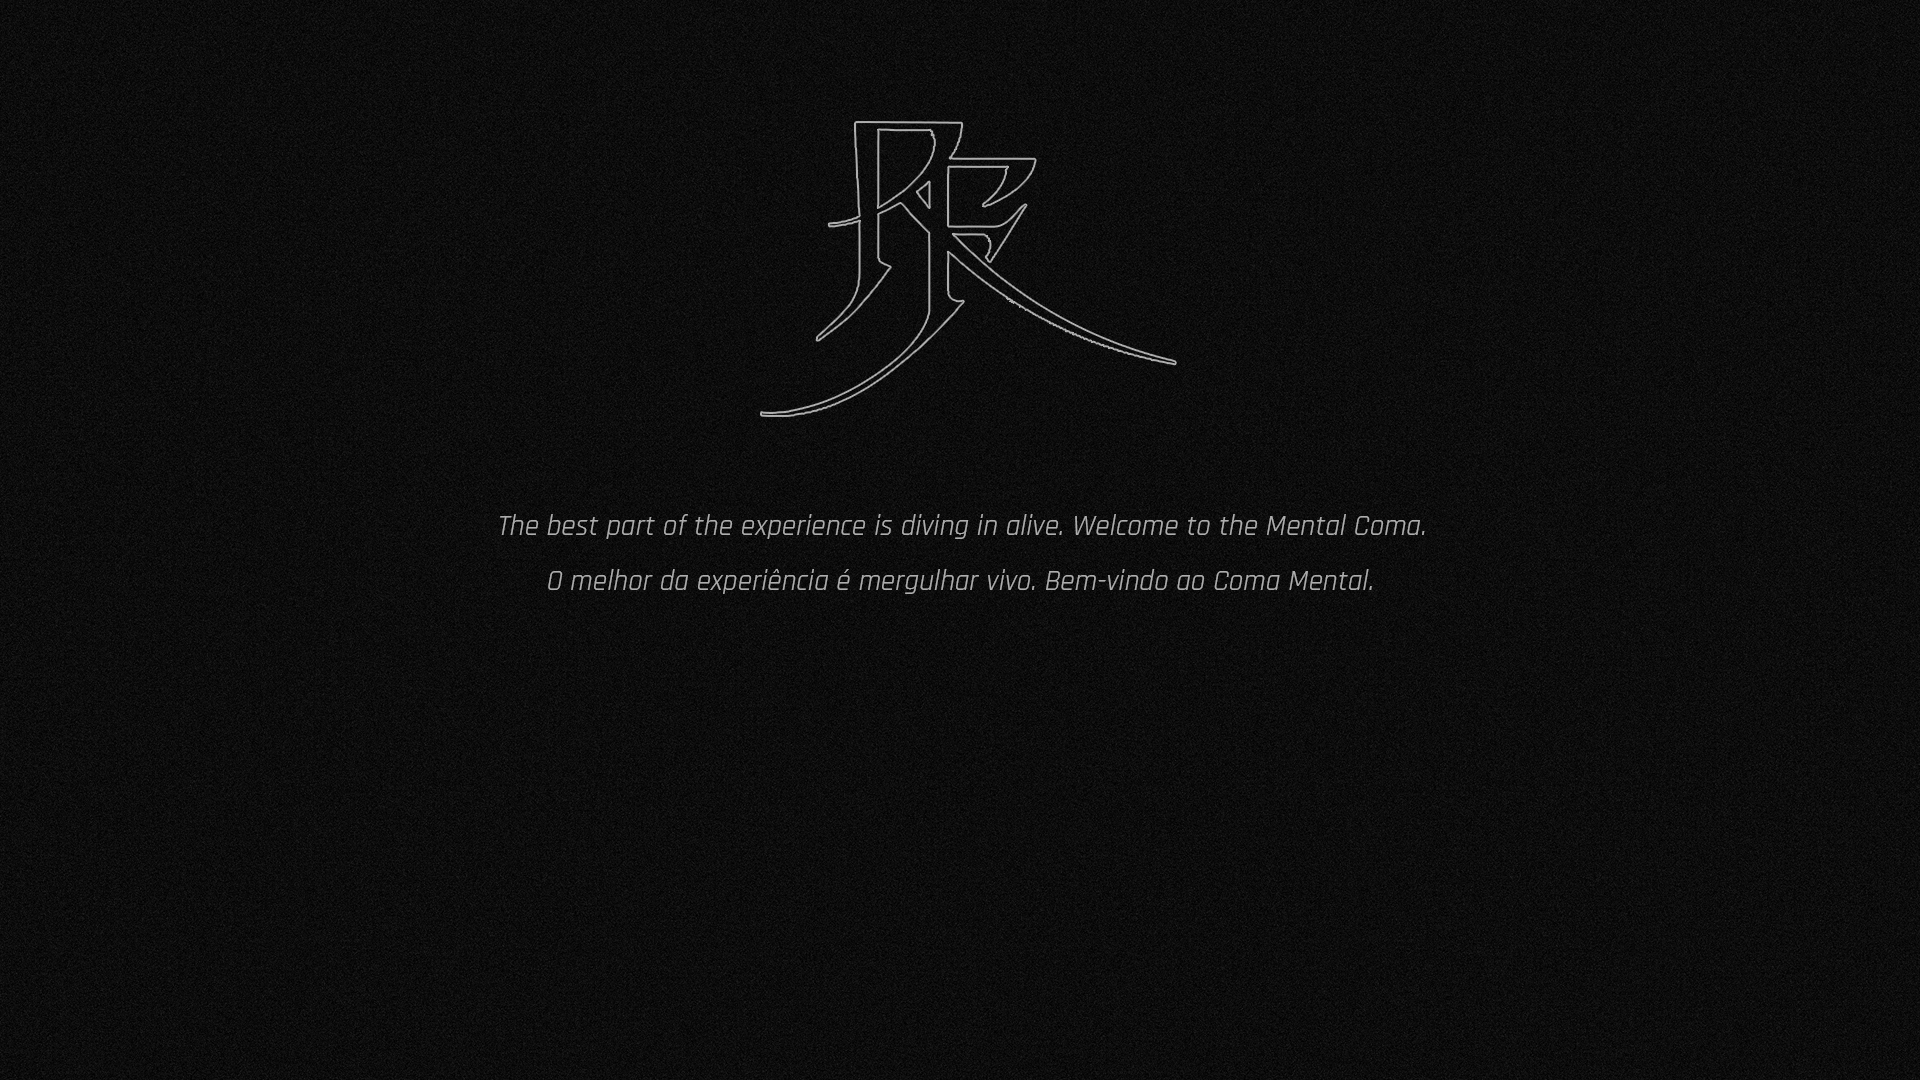 The best part of the experience is diving in alive. Welcome to the Mental Coma.
O melhor da experiência é mergulhar vivo. Bem-vindo ao Coma Mental.